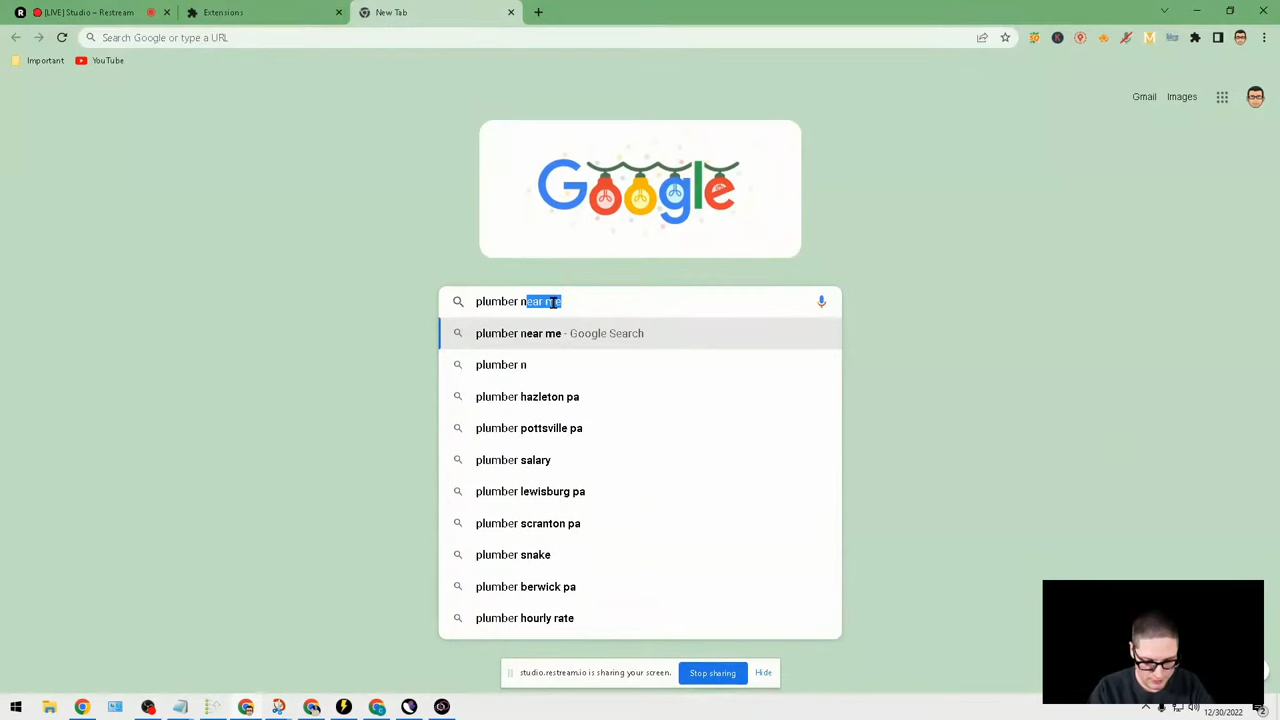 [LIVE] Studio – Restream
Extensions
New Tab
Search Google or type a URL
Important
YouTube
Gmail
Images
Google
plumber near me
plumber near me - Google Search
plumber n
plumber hazleton pa
plumber pottsville pa
plumber salary
plumber lewisburg pa
plumber scranton pa
plumber snake
plumber berwick pa
plumber hourly rate
studio.restream.io is sharing your screen.
Stop sharing
Hide
12/30/2022